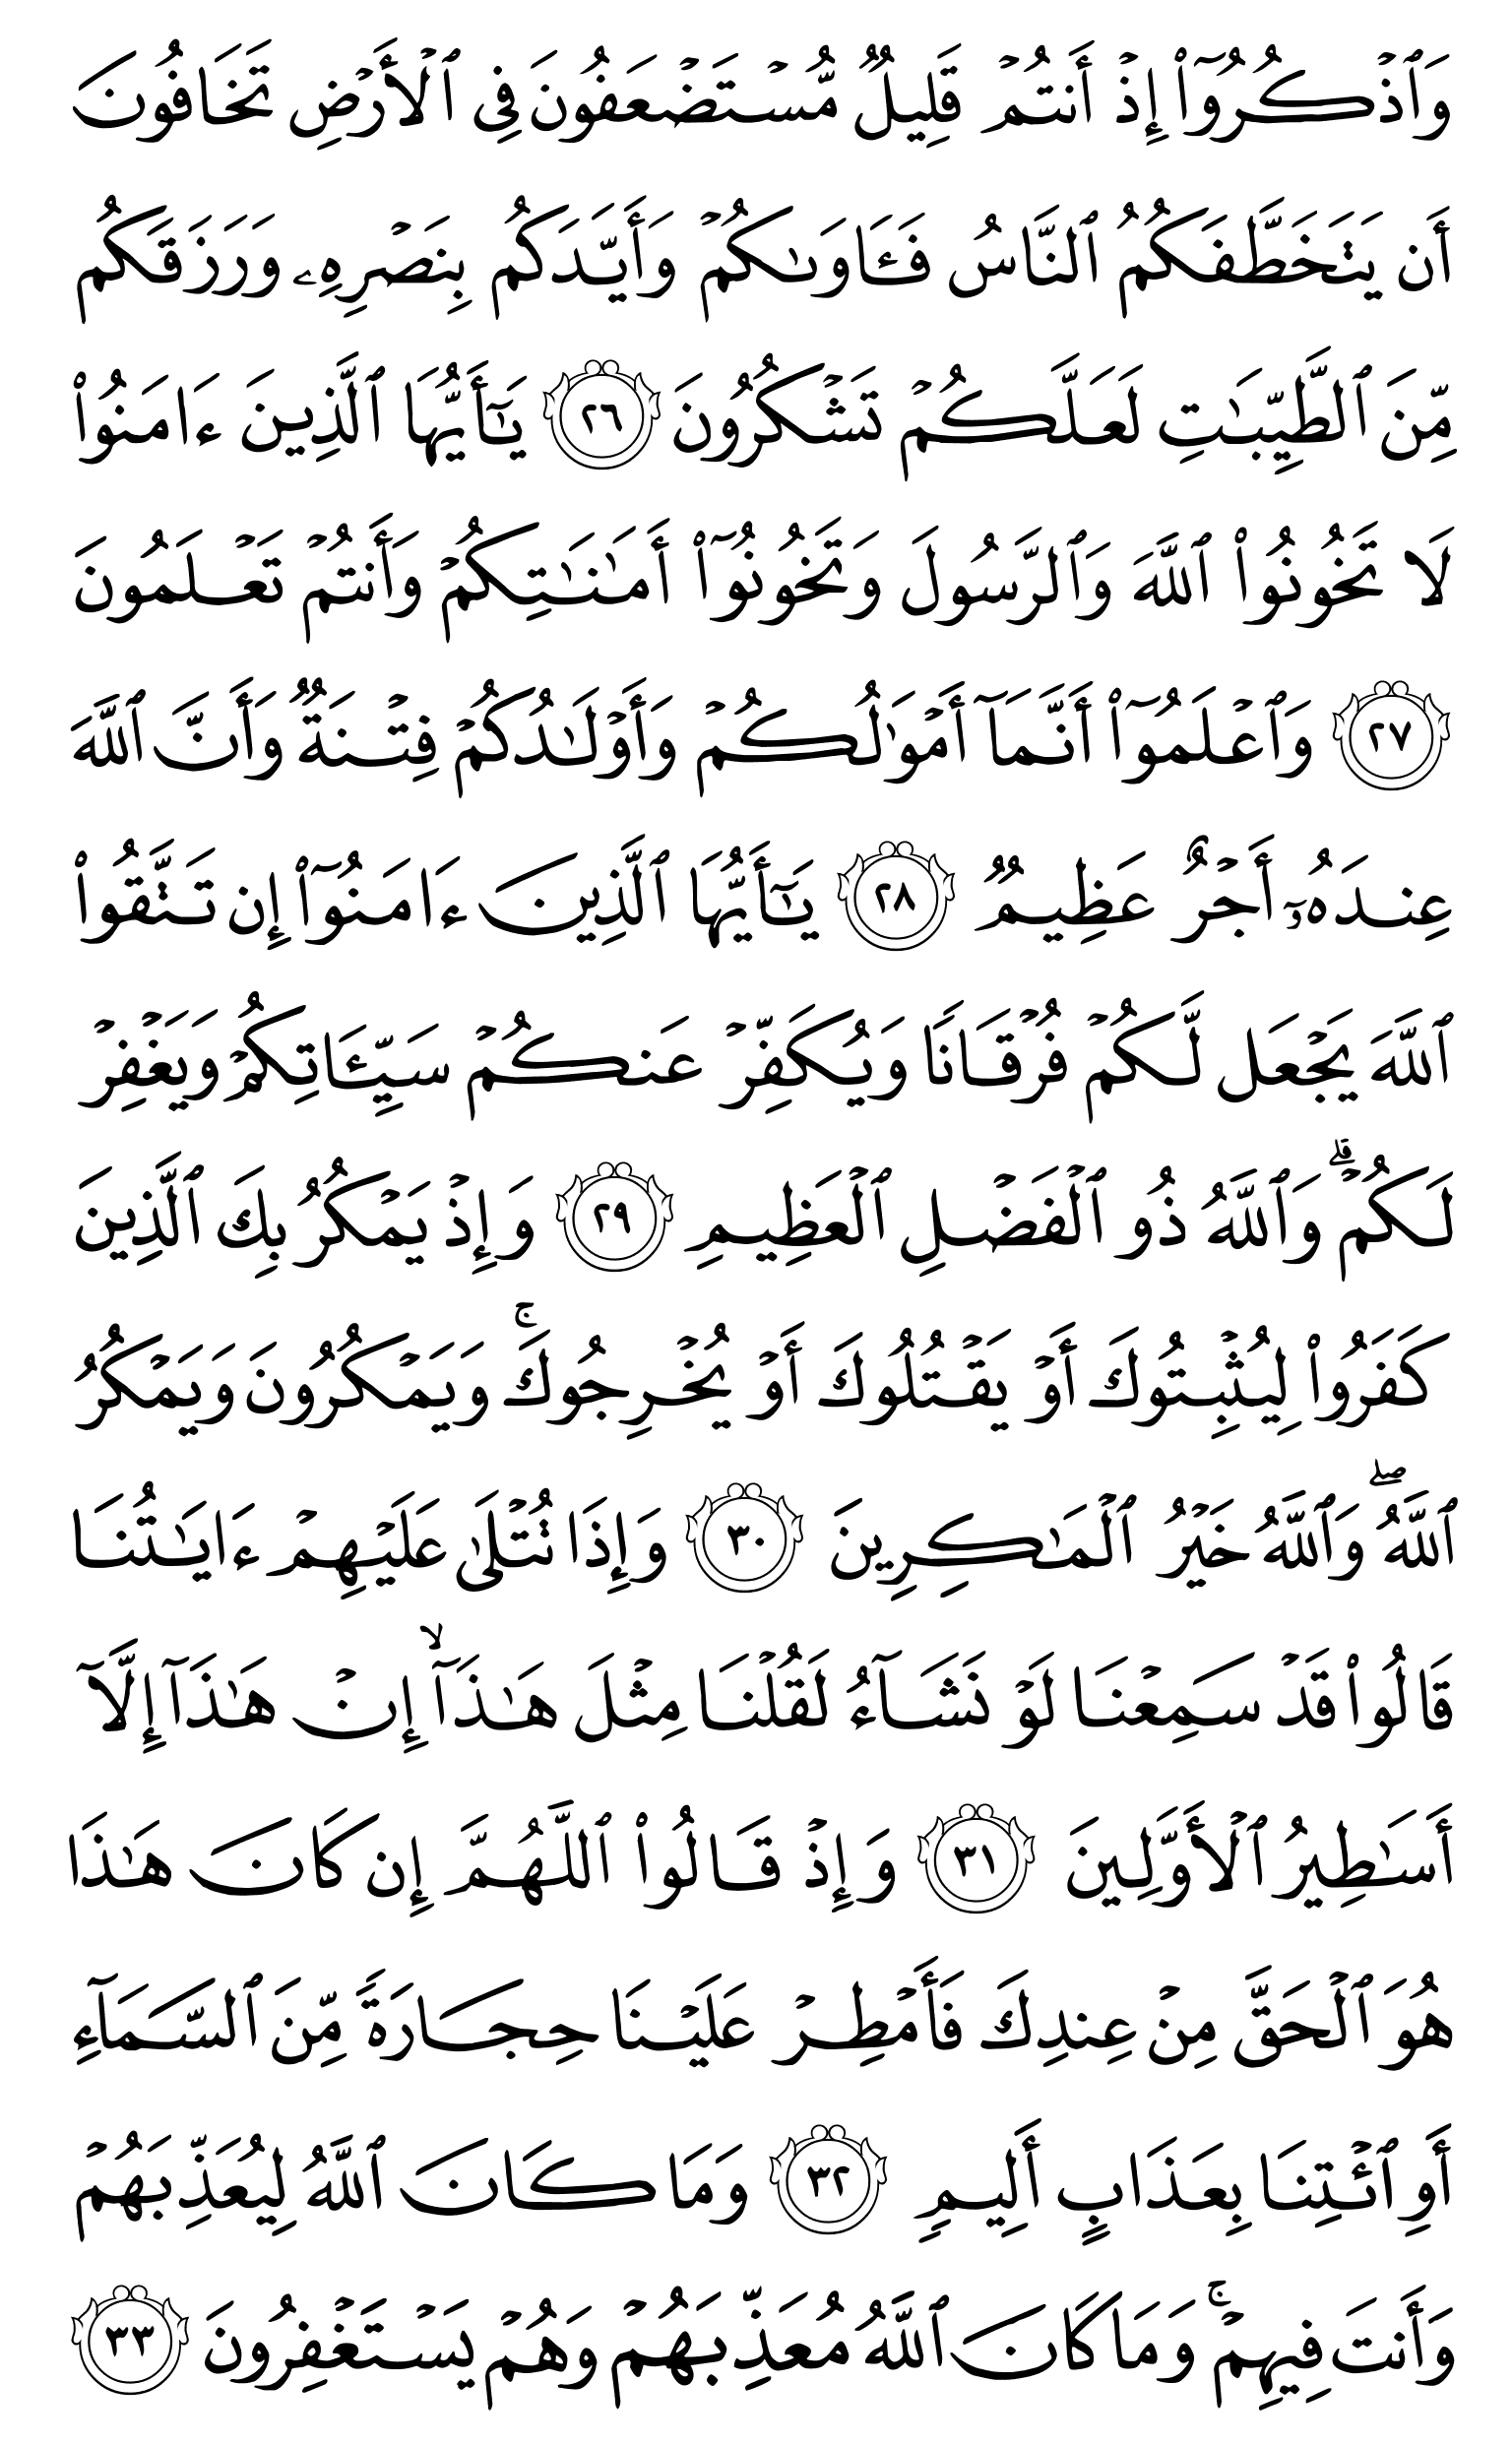 وَٱذۡكُرُوٓاْ إِذۡ أَنتُمۡ قَلِيلٞ مُّسۡتَضۡعَفُونَ فِي ٱلۡأَرۡضِ تَخَافُونَ
أَن يَتَخَطَّفَكُمُ ٱلنَّاسُ فَـَٔاوَىٰكُمۡ وَأَيَّدَكُم بِنَصۡرِهِۦ وَرَزَقَكُم
مِّنَ ٱلطَّيِّبَٰتِ لَعَلَّكُمۡ تَشۡكُرُونَ ٢٦ يَٰٓأَيُّهَا ٱلَّذِينَ ءَامَنُواْ
لَا تَخُونُواْ ٱللَّهَ وَٱلرَّسُولَ وَتَخُونُوٓاْ أَمَٰنَٰتِكُمۡ وَأَنتُمۡ تَعۡلَمُونَ
٢٧ وَٱعۡلَمُوٓاْ أَنَّمَآ أَمۡوَٰلُكُمۡ وَأَوۡلَٰدُكُمۡ فِتۡنَةٞ وَأَنَّ ٱللَّهَ
عِندَهُۥٓ أَجۡرٌ عَظِيمٞ ٢٨ يَٰٓأَيُّهَا ٱلَّذِينَ ءَامَنُوٓاْ إِن تَتَّقُواْ
ٱللَّهَ يَجۡعَل لَّكُمۡ فُرۡقَانٗا وَيُكَفِّرۡ عَنكُمۡ سَيِّـَٔاتِكُمۡ وَيَغۡفِرۡ
لَكُمۡۗ وَٱللَّهُ ذُو ٱلۡفَضۡلِ ٱلۡعَظِيمِ ٢٩ وَإِذۡ يَمۡكُرُ بِكَ ٱلَّذِينَ
كَفَرُواْ لِيُثۡبِتُوكَ أَوۡ يَقۡتُلُوكَ أَوۡ يُخۡرِجُوكَۚ وَيَمۡكُرُونَ وَيَمۡكُرُ
ٱللَّهُۖ وَٱللَّهُ خَيۡرُ ٱلۡمَٰكِرِينَ ٣٠ وَإِذَا تُتۡلَىٰ عَلَيۡهِمۡ ءَايَٰتُنَا
قَالُواْ قَدۡ سَمِعۡنَا لَوۡ نَشَآءُ لَقُلۡنَا مِثۡلَ هَٰذَآۙ إِنۡ هَٰذَآ إِلَّآ
أَسَٰطِيرُ ٱلۡأَوَّلِينَ ٣١ وَإِذۡ قَالُواْ ٱللَّهُمَّ إِن كَانَ هَٰذَا
هُوَ ٱلۡحَقَّ مِنۡ عِندِكَ فَأَمۡطِرۡ عَلَيۡنَا حِجَارَةٗ مِّنَ ٱلسَّمَآءِ
أَوِ ٱئۡتِنَا بِعَذَابٍ أَلِيمٖ ٣٢ وَمَا كَانَ ٱللَّهُ لِيُعَذِّبَهُمۡ
وَأَنتَ فِيهِمۡۚ وَمَا كَانَ ٱللَّهُ مُعَذِّبَهُمۡ وَهُمۡ يَسۡتَغۡفِرُونَ ٣٣